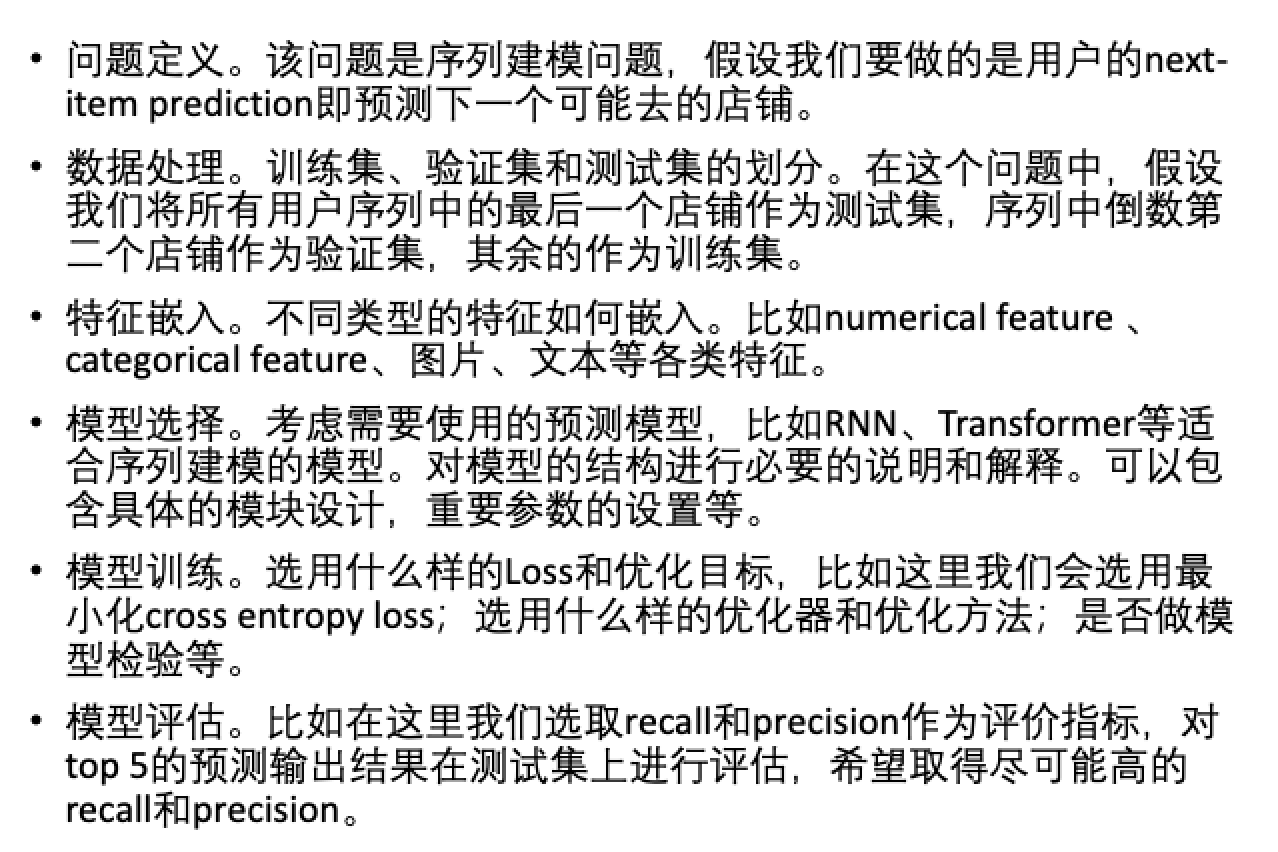 • 问题定义。该问题是序列建模问题，假设我们要做的是用户的next-
item prediction即预测下一个可能去的店铺。
• 数据处理。训练集、验证集和测试集的划分。在这个问题中，假设
我们将所有用户序列中的最后一个店铺作为测试集，序列中倒数第
二个店铺作为验证集，其余的作为训练集。
• 特征嵌入。不同类型的特征如何嵌入。比如numerical feature 、
categorical feature、图片、文本等各类特征。
• 模型选择。考虑需要使用的预测模型，比如RNN、Transformer等适
合序列建模的模型。对模型的结构进行必要的说明和解释。可以包
含具体的模块设计，重要参数的设置等。
• 模型训练。选用什么样的Loss和优化目标，比如这里我们会选用最
小化cross entropy loss；选用什么样的优化器和优化方法；是否做模
型检验等。
• 模型评估。比如在这里我们选取recall和precision作为评价指标，对
top 5的预测输出结果在测试集上进行评估，希望取得尽可能高的
recall和precision。